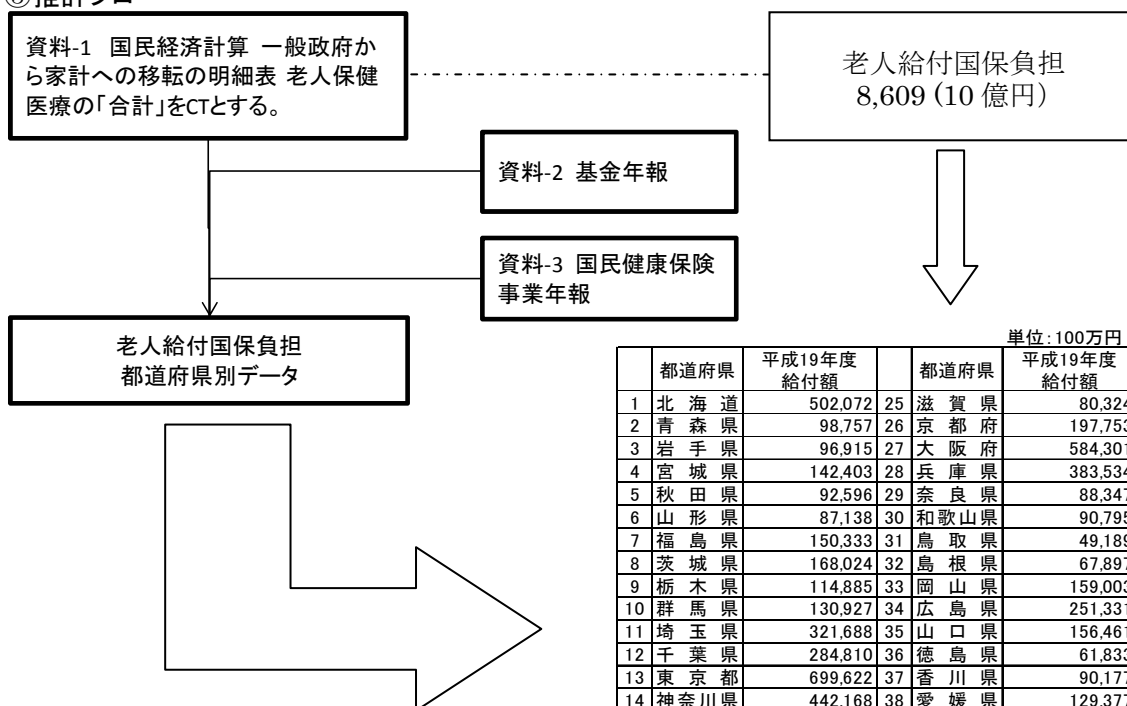 資料-1 国民経済計算 一般政府か
ら家計への移転の明細表 老人保健
医療の「合計」をCTとする。
老人給付国保負担
8,609 (10 億円)
資料-2 基金年報
資料-3 国民健康保険
事業年報
老人給付国保負担
都道府県別データ
単位:100万円
都道府県 平成19年度 給付額 都道府県 平成19年度 給付額
1 北海道 502,072 25 滋賀県 80,324
2 青森県 98,757 26 京都府 197,753
3 岩手県 96,915 27 大阪府 584,301
4 宮城県 142,403 28 兵庫県 383,534
5 秋田県 92,596 29 奈良県 88,347
6 山形県 87,138 30 和歌山県 90,795
7 福島県 150,333 31 鳥取県 49,189
8 茨城県 168,024 32 島根県 67,897
9 栃木県 114,885 33 岡山県 159,003
10 群馬県 130,927 34 広島県 251,331
11 埼玉県 321,688 35 山口県 156,461
12 千葉県 284,810 36 徳島県 61,833
13 東京都 699,622 37 香川県 90,177
14 神奈川県 442,168 38 愛媛県 129,377